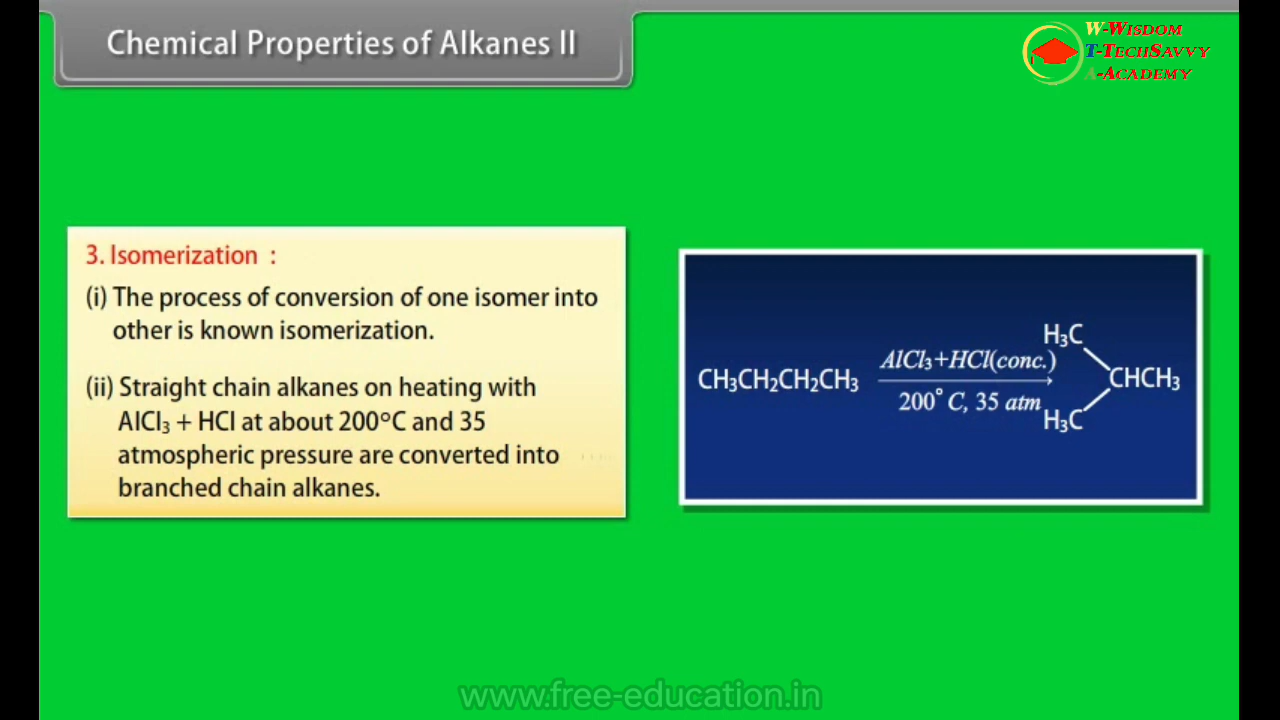 Chemical Properties of Alkanes II
W-Wisdom
T-TechSavvy
A-Academy
3. Isomerization :
(i) The process of conversion of one isomer into
other is known isomerization.
(ii) Straight chain alkanes on heating with
AlCl₃ + HCl at about 200°C and 35
atmospheric pressure are converted into
branched chain alkanes.
H₃C
AlCl₃+HCl(conc.)
CH₃CH₂CH₂CH₃ CHCH₃
200° C, 35 atm
H₃C
www.free-education.in